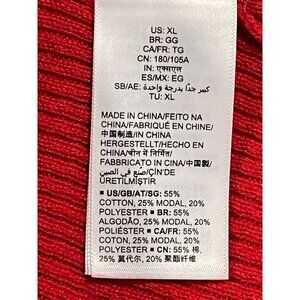 US: XL
BR: GG
CA/FR: TG
CN: 180/105A
IN: एक्सएल
ES/MX: EG
SB/AE: كبير جدًا بدرجة واحدة
TU: XL
MADE IN CHINA/FEITO NA
CHINA/FABRIQUÉ EN CHINE/
中国制造/IN CHINA
HERGESTELLT/HECHO EN
CHINA/चीन में निर्मित/
FABBRICATO IN CINA/中国製/
صنع في الصين/ÇİN'DE
ÜRETİLMİŞTİR
■ US/GB/AT/SG: 55%
COTTON, 25% MODAL, 20%
POLYESTER ■ BR: 55%
ALGODÃO, 25% MODAL, 20%
POLIÉSTER ■ CA/FR: 55%
COTON, 25% MODAL, 20%
POLYESTER ■ CN: 55% 棉,
25% 莫代尔, 20% 聚酯纤维